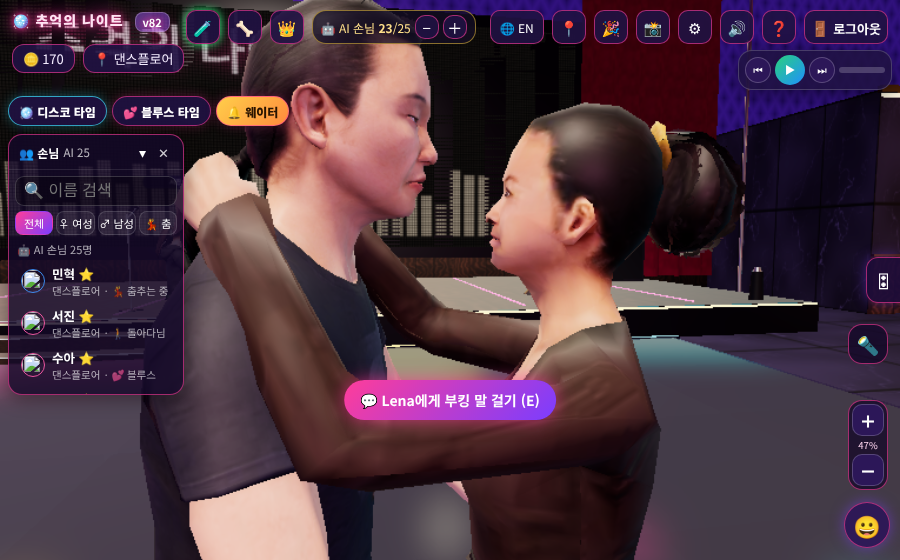 추억의 나이트 v82
AI 손님 23/25 − +
EN
로그아웃
170
댄스플로어
디스코 타임
블루스 타임
웨이터
손님 AI 25
이름 검색
전체
♀ 여성
♂ 남성
춤
AI 손님 25명
민혁
댄스플로어 · 춤추는 중
서진
댄스플로어 · 돌아다님
수아
댄스플로어 · 블루스
Lena에게 부킹 말 걸기 (E)
+
47%
−